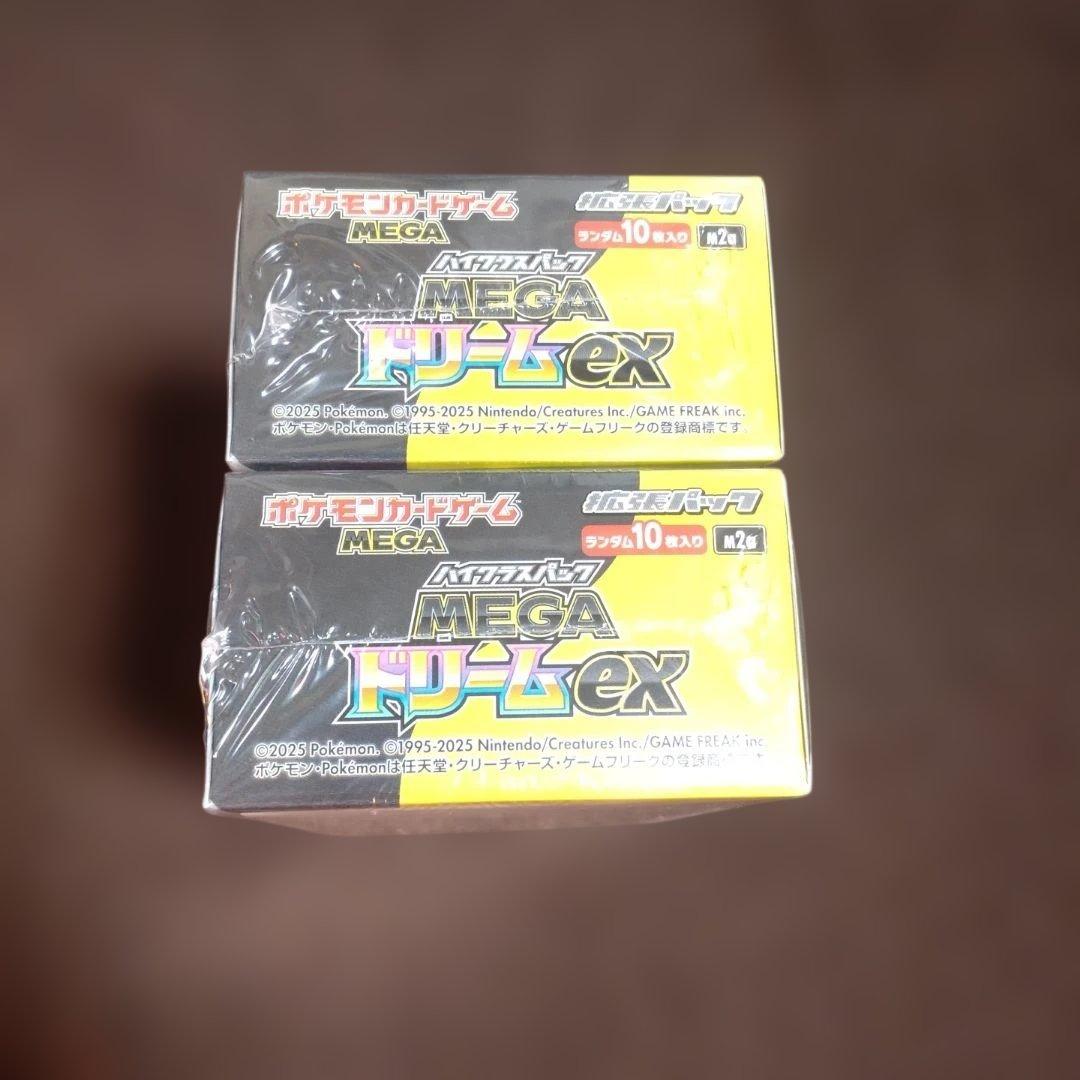 ポケモンカードゲーム
MEGA
拡張パック
ランダム10枚入り M2a
ハイクラスパック
MEGA
ドリームex
©2025 Pokémon. ©1995-2025 Nintendo/Creatures Inc./GAME FREAK inc.
ポケモン・Pokémonは任天堂・クリーチャーズ・ゲームフリークの登録商標です。
ポケモンカードゲーム
MEGA
拡張パック
ランダム10枚入り M2a
ハイクラスパック
MEGA
ドリームex
©2025 Pokémon. ©1995-2025 Nintendo/Creatures Inc./GAME FREAK inc.
ポケモン・Pokémonは任天堂・クリーチャーズ・ゲームフリークの登録商標です